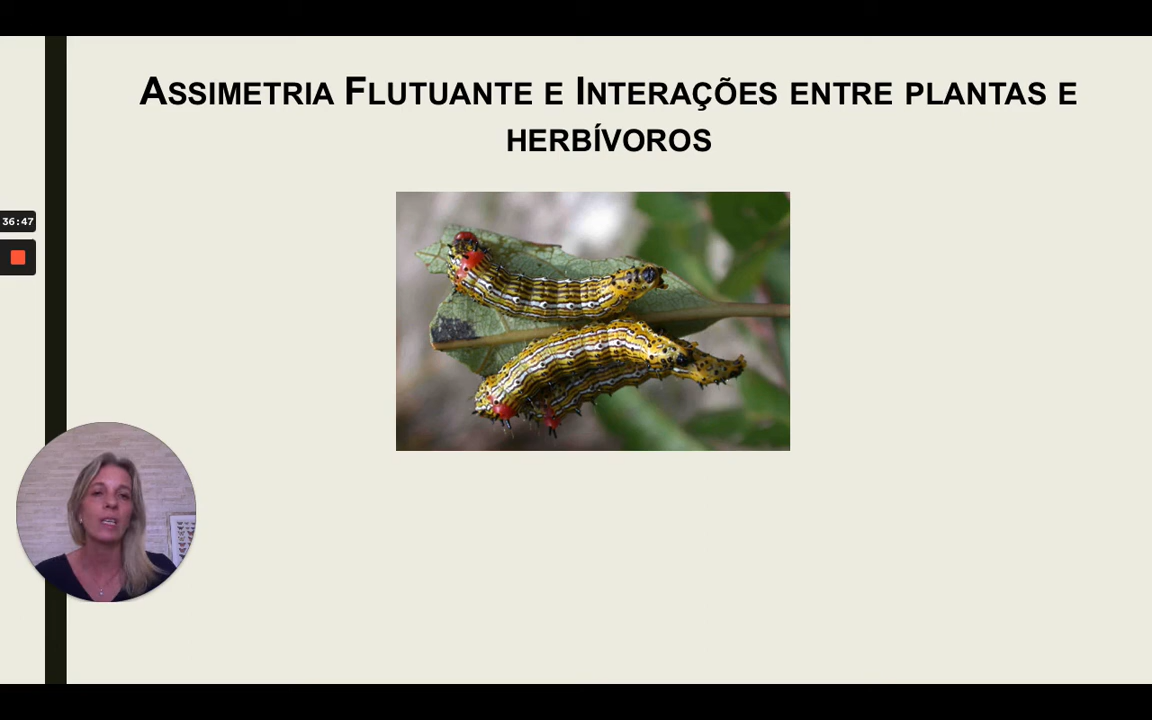 ASSIMETRIA FLUTUANTE E INTERAÇÕES ENTRE PLANTAS E
HERBÍVOROS
36:47